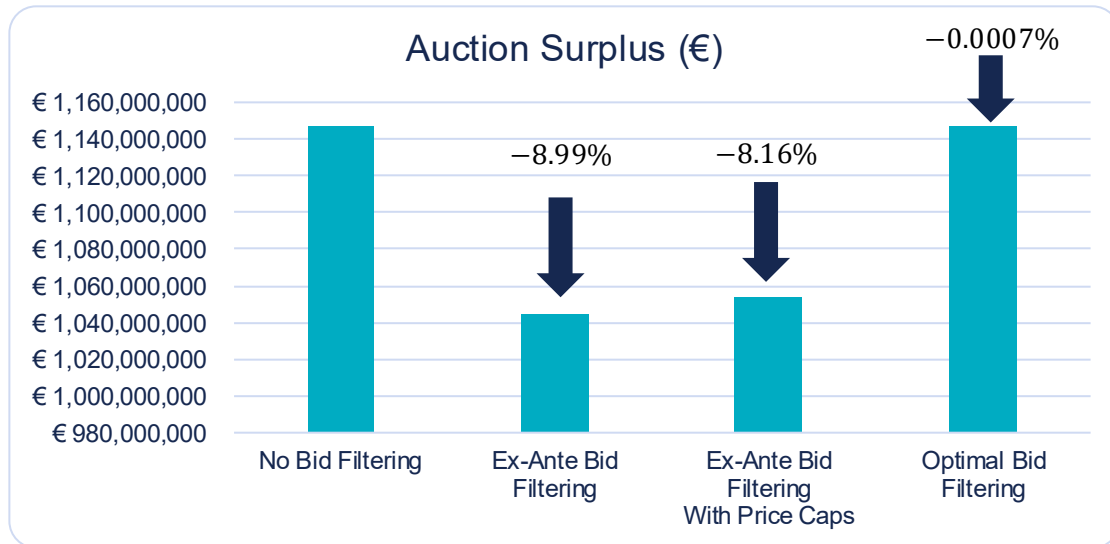 Auction Surplus (€)
−0.0007%
−8.99%
−8.16%
€ 1,160,000,000
€ 1,140,000,000
€ 1,120,000,000
€ 1,100,000,000
€ 1,080,000,000
€ 1,060,000,000
€ 1,040,000,000
€ 1,020,000,000
€ 1,000,000,000
€ 980,000,000
No Bid Filtering
Ex-Ante Bid
Filtering
Ex-Ante Bid
Filtering
With Price Caps
Optimal Bid
Filtering